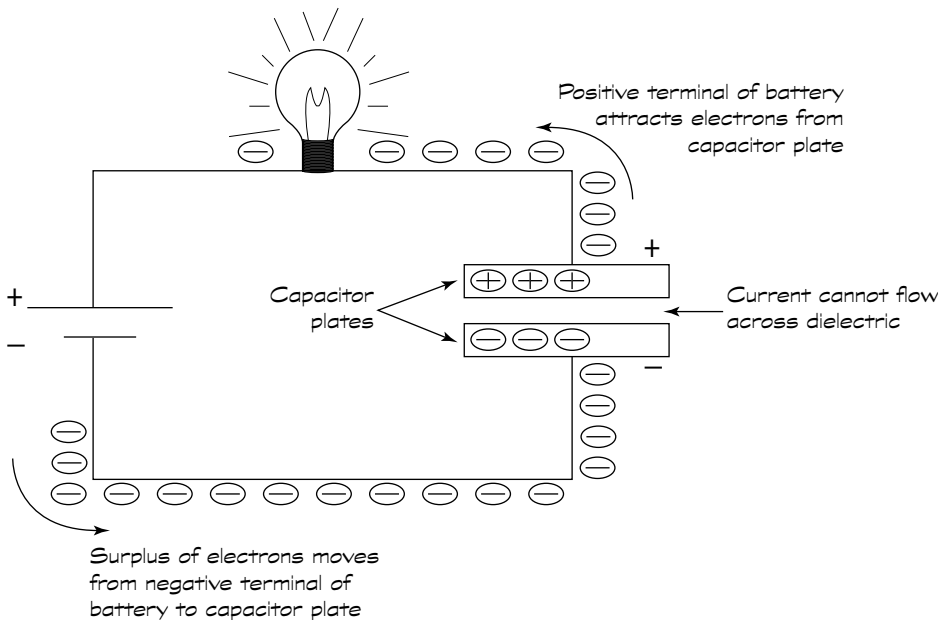 Positive terminal of battery
attracts electrons from
capacitor plate
+
+
Capacitor
plates
Current cannot flow
across dielectric
−
−
Surplus of electrons moves
from negative terminal of
battery to capacitor plate